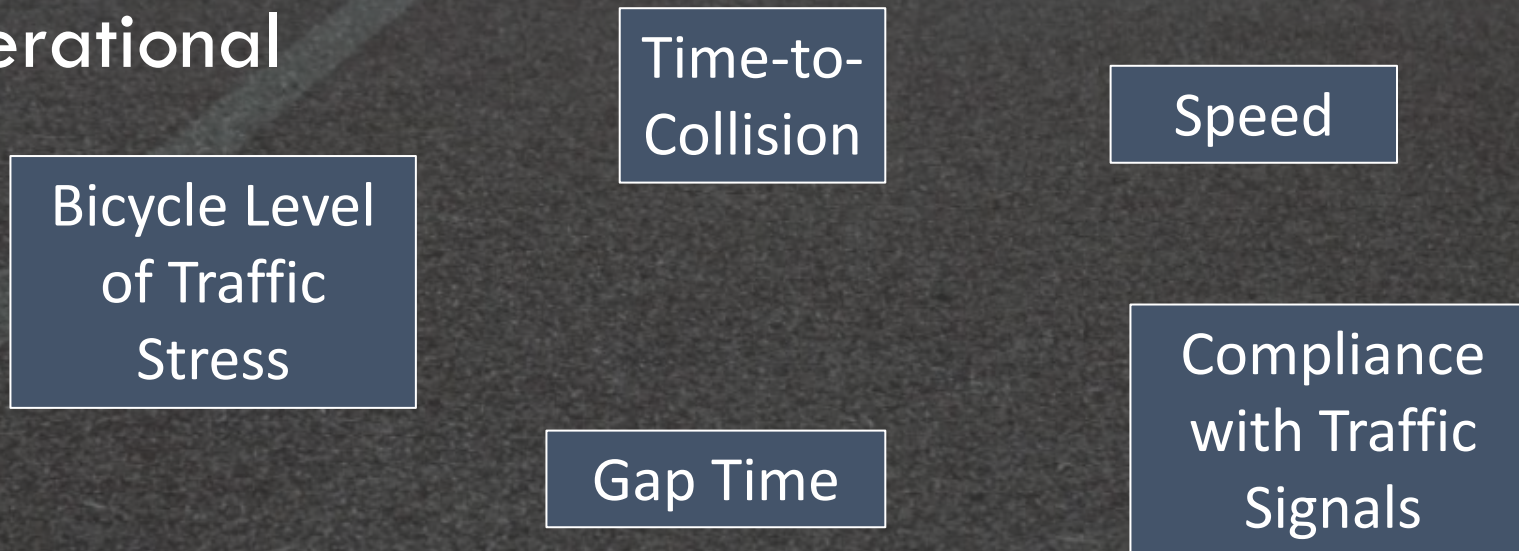 erational
Time-to-
Collision
Speed
Bicycle Level
of Traffic
Stress
Compliance
with Traffic
Signals
Gap Time